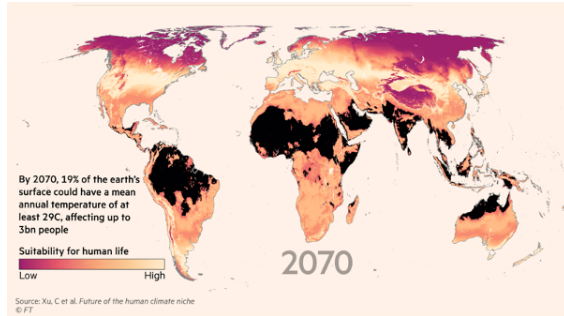 By 2070, 19% of the earth's
surface could have a mean
annual temperature of at
least 29C, affecting up to
3bn people
Suitability for human life
Low High
2070
Source: Xu, C et al. Future of the human climate niche
© FT